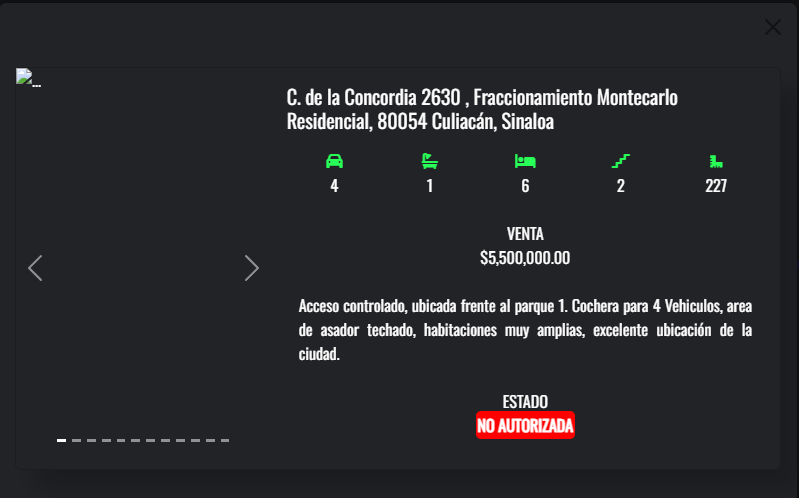 ...
C. de la Concordia 2630 , Fraccionamiento Montecarlo
Residencial, 80054 Culiacán, Sinaloa
4 1 6 2 227
VENTA
$5,500,000.00
Acceso controlado, ubicada frente al parque 1. Cochera para 4 Vehiculos, area
de asador techado, habitaciones muy amplias, excelente ubicación de la
ciudad.
ESTADO
NO AUTORIZADA